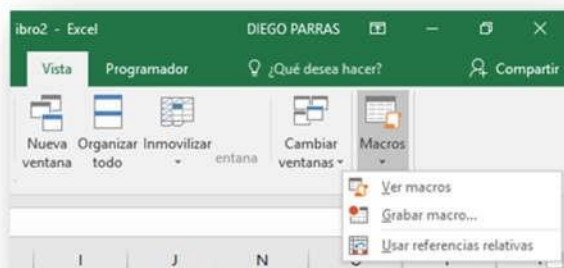 ibro2 - Excel DIEGO PARRAS
Vista Programador ¿Qué desea hacer? Compartir
Nueva ventana
Organizar todo
Inmovilizar
entana
Cambiar ventanas
Macros
Ver macros
Grabar macro...
Usar referencias relativas
I J N